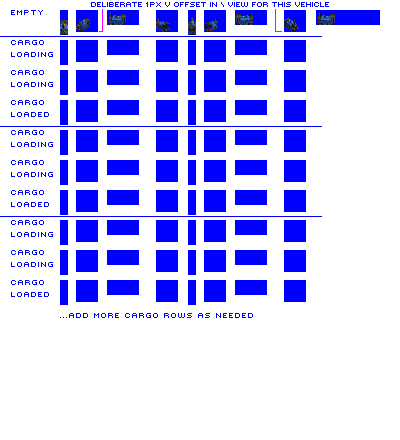 DELIBERATE 1PX V OFFSET IN \ VIEW FOR THIS VEHICLE
EMPTY
CARGO
LOADING
CARGO
LOADING
CARGO
LOADED
CARGO
LOADING
CARGO
LOADING
CARGO
LOADED
CARGO
LOADING
CARGO
LOADING
CARGO
LOADED
...ADD MORE CARGO ROWS AS NEEDED